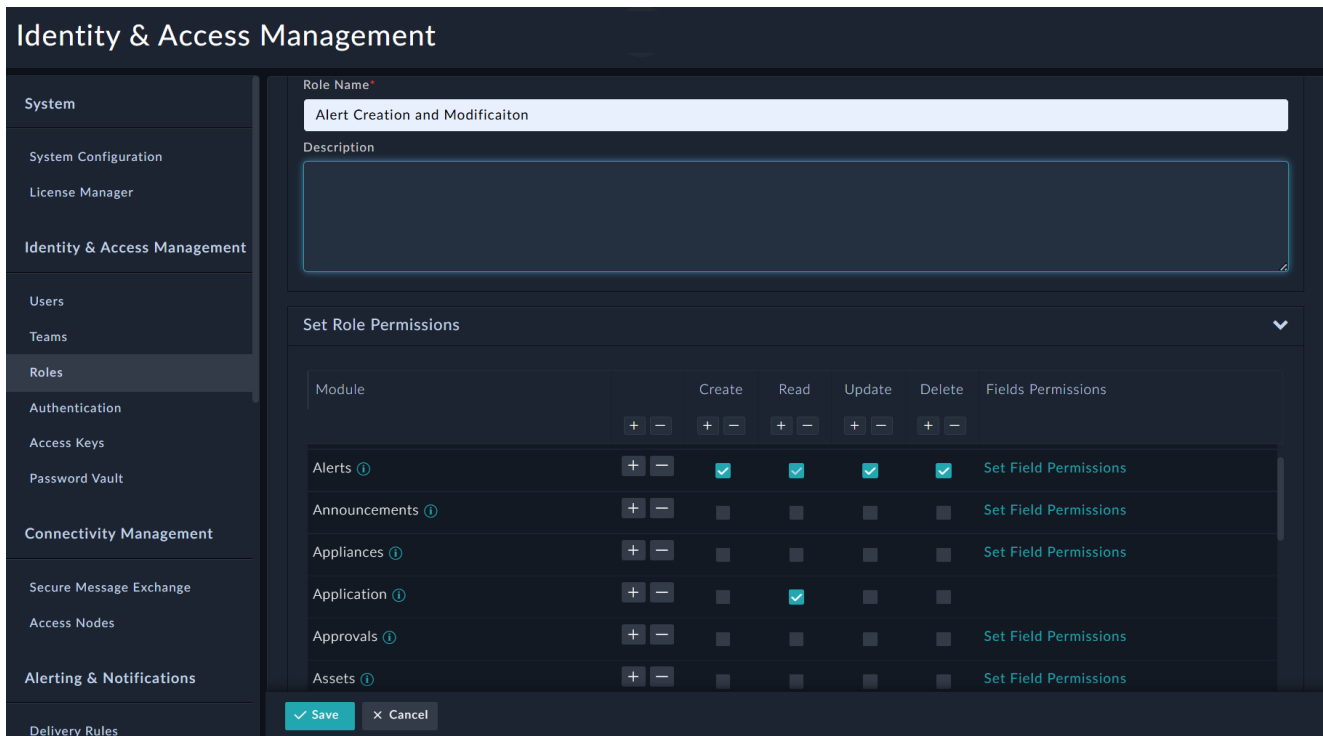 Identity & Access Management
System
System Configuration
License Manager
Identity & Access Management
Users
Teams
Roles
Authentication
Access Keys
Password Vault
Connectivity Management
Secure Message Exchange
Access Nodes
Alerting & Notifications
Delivery Rules
Role Name*
Alert Creation and Modificaiton
Description
Set Role Permissions
Module Create Read Update Delete Fields Permissions
+ − + − + − + − + −
Alerts + − Set Field Permissions
Announcements + − Set Field Permissions
Appliances + − Set Field Permissions
Application + −
Approvals + − Set Field Permissions
Assets + − Set Field Permissions
Save × Cancel